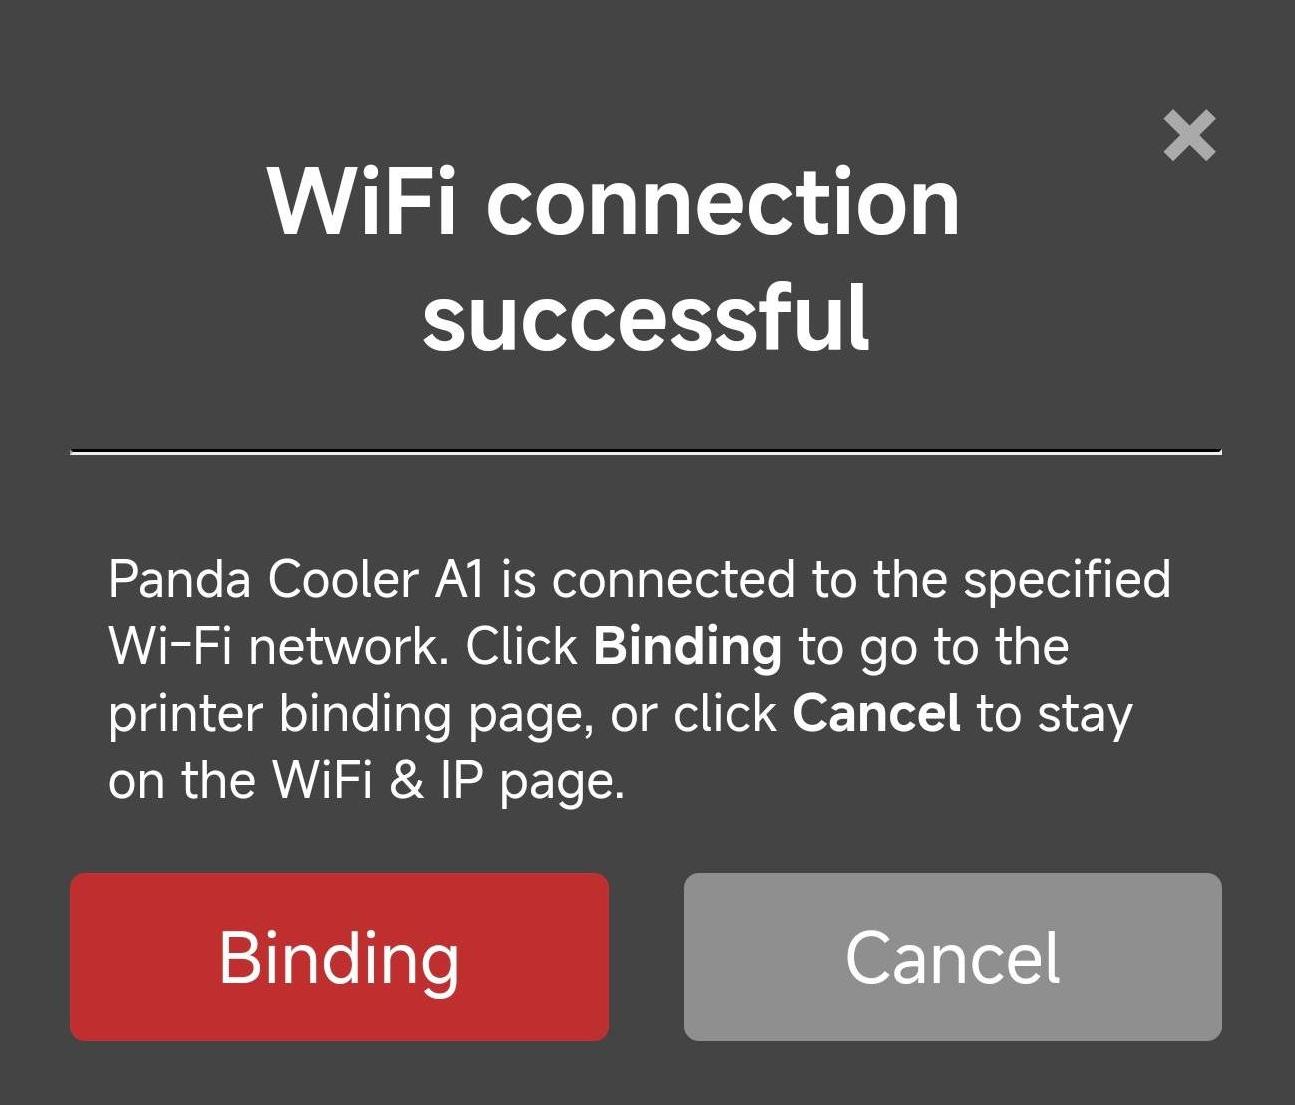 WiFi connection
successful
Panda Cooler A1 is connected to the specified
Wi-Fi network. Click Binding to go to the
printer binding page, or click Cancel to stay
on the WiFi & IP page.
Binding
Cancel